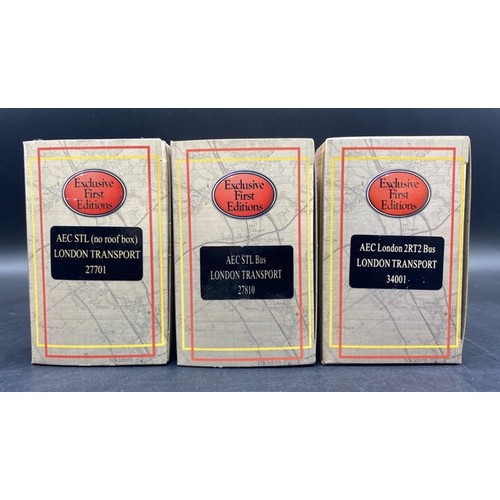 Exclusive
First
Editions
AEC STL (no roof box)
LONDON TRANSPORT
27701
Exclusive
First
Editions
AEC STL Bus
LONDON TRANSPORT
27810
Exclusive
First
Editions
AEC London 2RT2 Bus
LONDON TRANSPORT
34001